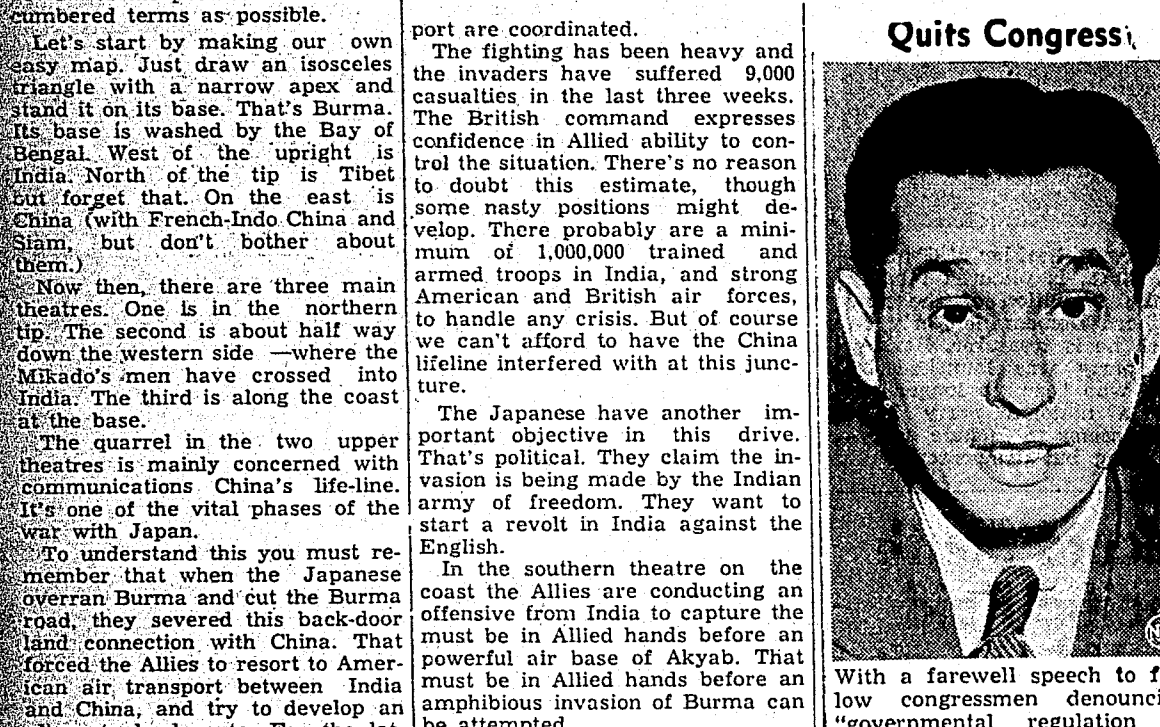 cumbered terms as possible.
Let's start by making our own
easy map. Just draw an isosceles
triangle with a narrow apex and
stand it on its base. That's Burma.
Its base is washed by the Bay of
Bengal. West of the upright is
India. North of the tip is Tibet
but forget that. On the east is
China (with French-Indo China and
Siam, but don't bother about
them.)
Now then, there are three main
theatres. One is in the northern
tip. The second is about half way
down the western side —where the
Mikado's men have crossed into
India. The third is along the coast
at the base.
The quarrel in the two upper
theatres is mainly concerned with
communications China's life-line.
It's one of the vital phases of the
war with Japan.
To understand this you must re-
member that when the Japanese
overran Burma and cut the Burma
road, they severed this back-door
land connection with China. That
forced the Allies to resort to Amer-
ican air transport between India
and China, and try to develop an
port are coordinated.
The fighting has been heavy and
the invaders have suffered 9,000
casualties in the last three weeks.
The British command expresses
confidence in Allied ability to con-
trol the situation. There's no reason
to doubt this estimate, though
some nasty positions might de-
velop. There probably are a mini-
mum of 1,000,000 trained and
armed troops in India, and strong
American and British air forces,
to handle any crisis. But of course
we can't afford to have the China
lifeline interfered with at this junc-
ture.
The Japanese have another im-
portant objective in this drive.
That's political. They claim the in-
vasion is being made by the Indian
army of freedom. They want to
start a revolt in India against the
English.
In the southern theatre on the
coast the Allies are conducting an
offensive from India to capture the
must be in Allied hands before an
powerful air base of Akyab. That
must be in Allied hands before an
amphibious invasion of Burma can
be attempted.
Quits Congress
With a farewell speech to f
low congressmen denounci
"governmental regulation